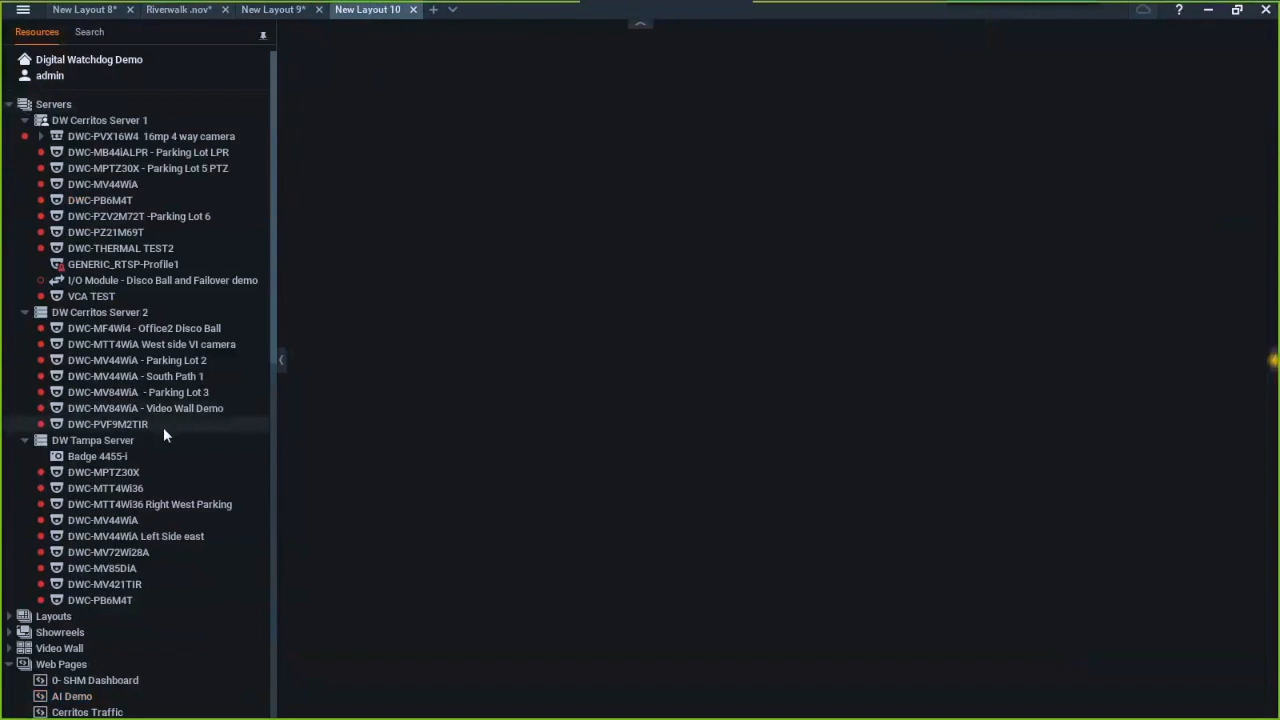 New Layout 8*
Riverwalk .nov*
New Layout 9*
New Layout 10
Resources
Search
Digital Watchdog Demo
admin
Servers
DW Cerritos Server 1
DWC-PVX16W4 16mp 4 way camera
DWC-MB44iALPR - Parking Lot LPR
DWC-MPTZ30X - Parking Lot 5 PTZ
DWC-MV44WiA
DWC-PB6M4T
DWC-PZV2M72T -Parking Lot 6
DWC-PZ21M69T
DWC-THERMAL TEST2
GENERIC_RTSP-Profile1
I/O Module - Disco Ball and Failover demo
VCA TEST
DW Cerritos Server 2
DWC-MF4Wi4 - Office2 Disco Ball
DWC-MTT4WiA West side VI camera
DWC-MV44WiA - Parking Lot 2
DWC-MV44WiA - South Path 1
DWC-MV84WiA - Parking Lot 3
DWC-MV84WiA - Video Wall Demo
DWC-PVF9M2TIR
DW Tampa Server
Badge 4455-i
DWC-MPTZ30X
DWC-MTT4Wi36
DWC-MTT4Wi36 Right West Parking
DWC-MV44WiA
DWC-MV44WiA Left Side east
DWC-MV72Wi28A
DWC-MV85DiA
DWC-MV421TIR
DWC-PB6M4T
Layouts
Showreels
Video Wall
Web Pages
0- SHM Dashboard
AI Demo
Cerritos Traffic